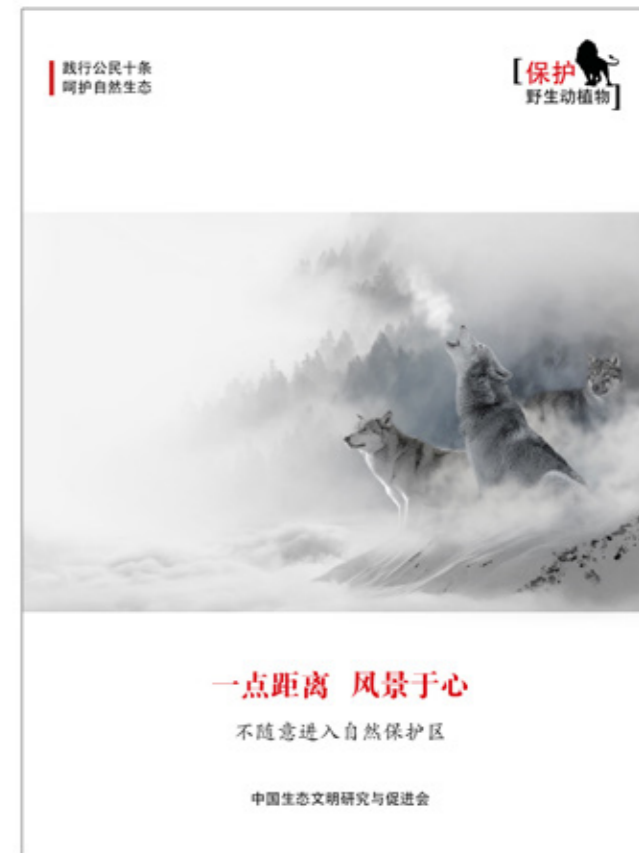 践行公民十条
呵护自然生态
[保护
野生动植物]
一点距离 风景于心
不随意进入自然保护区
中国生态文明研究与促进会